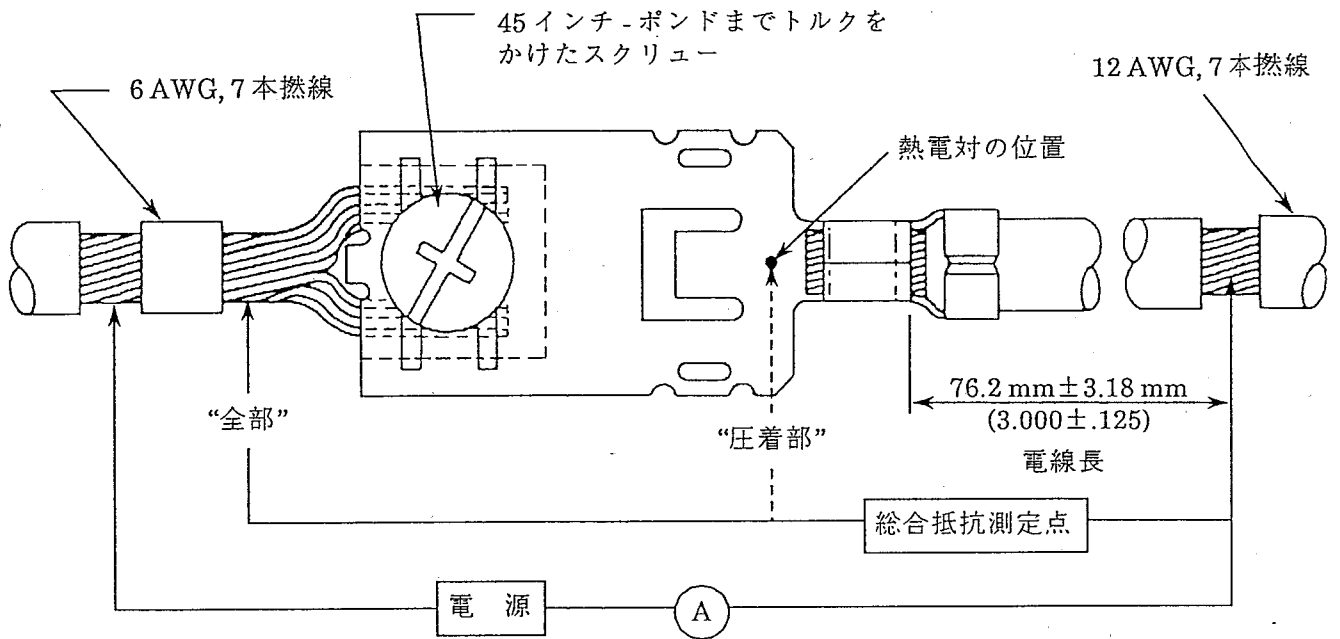 45インチ-ポンドまでトルクを
かけたスクリュー
6 AWG, 7本撚線
12 AWG, 7本撚線
熱電対の位置
“全部”
“圧着部”
76.2 mm±3.18 mm
(3.000±.125)
電線長
総合抵抗測定点
電 源
A